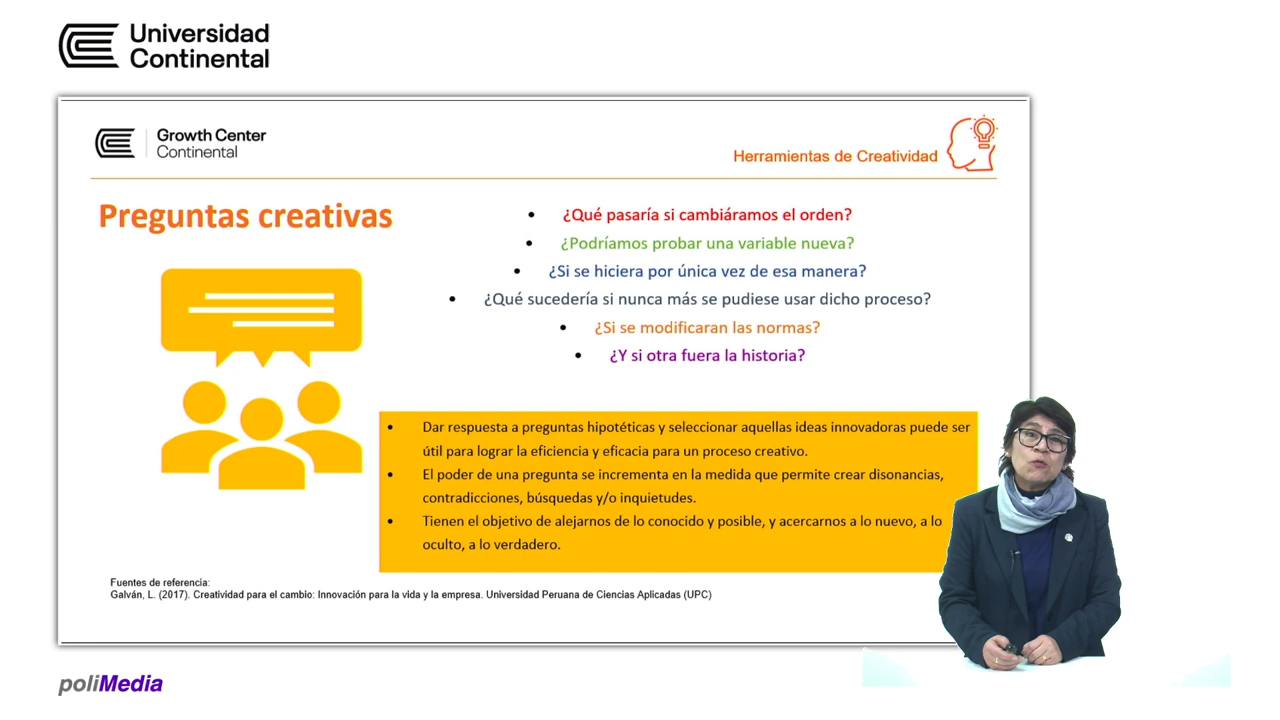 Universidad
Continental
Growth Center
Continental
Herramientas de Creatividad
Preguntas creativas
• ¿Qué pasaría si cambiáramos el orden?
• ¿Podríamos probar una variable nueva?
• ¿Si se hiciera por única vez de esa manera?
• ¿Qué sucedería si nunca más se pudiese usar dicho proceso?
• ¿Si se modificaran las normas?
• ¿Y si otra fuera la historia?
• Dar respuesta a preguntas hipotéticas y seleccionar aquellas ideas innovadoras puede ser
útil para lograr la eficiencia y eficacia para un proceso creativo.
• El poder de una pregunta se incrementa en la medida que permite crear disonancias,
contradicciones, búsquedas y/o inquietudes.
• Tienen el objetivo de alejarnos de lo conocido y posible, y acercarnos a lo nuevo, a lo
oculto, a lo verdadero.
Fuentes de referencia:
Galván, L. (2017). Creatividad para el cambio: Innovación para la vida y la empresa. Universidad Peruana de Ciencias Aplicadas (UPC)
poliMedia